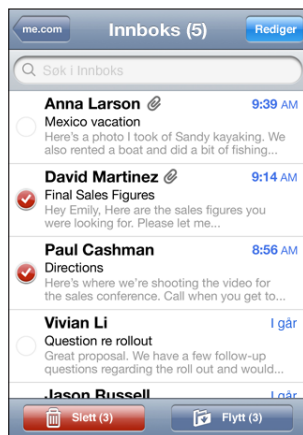 me.com Innboks (5) Rediger
Søk i Innboks
Anna Larson 9:39 AM
Mexico vacation
Here's a photo I took of Sandy kayaking. We
also rented a boat and did a bit of fishing...
David Martinez 9:14 AM
Final Sales Figures
Hey Emily, Here are the sales figures you
were looking for. Please let me...
Paul Cashman 8:56 AM
Directions
Here's where we're shooting the video for
the sales conference. Call when you get to...
Vivian Li I går
Question re rollout
Great proposal. We have a few follow-up
questions regarding the roll out and would...
Jason Russell I går
Slett (3) Flytt (3)